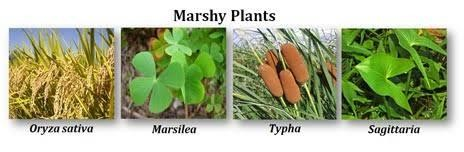 Marshy Plants
Oryza sativa
Marsilea
Typha
Sagittaria